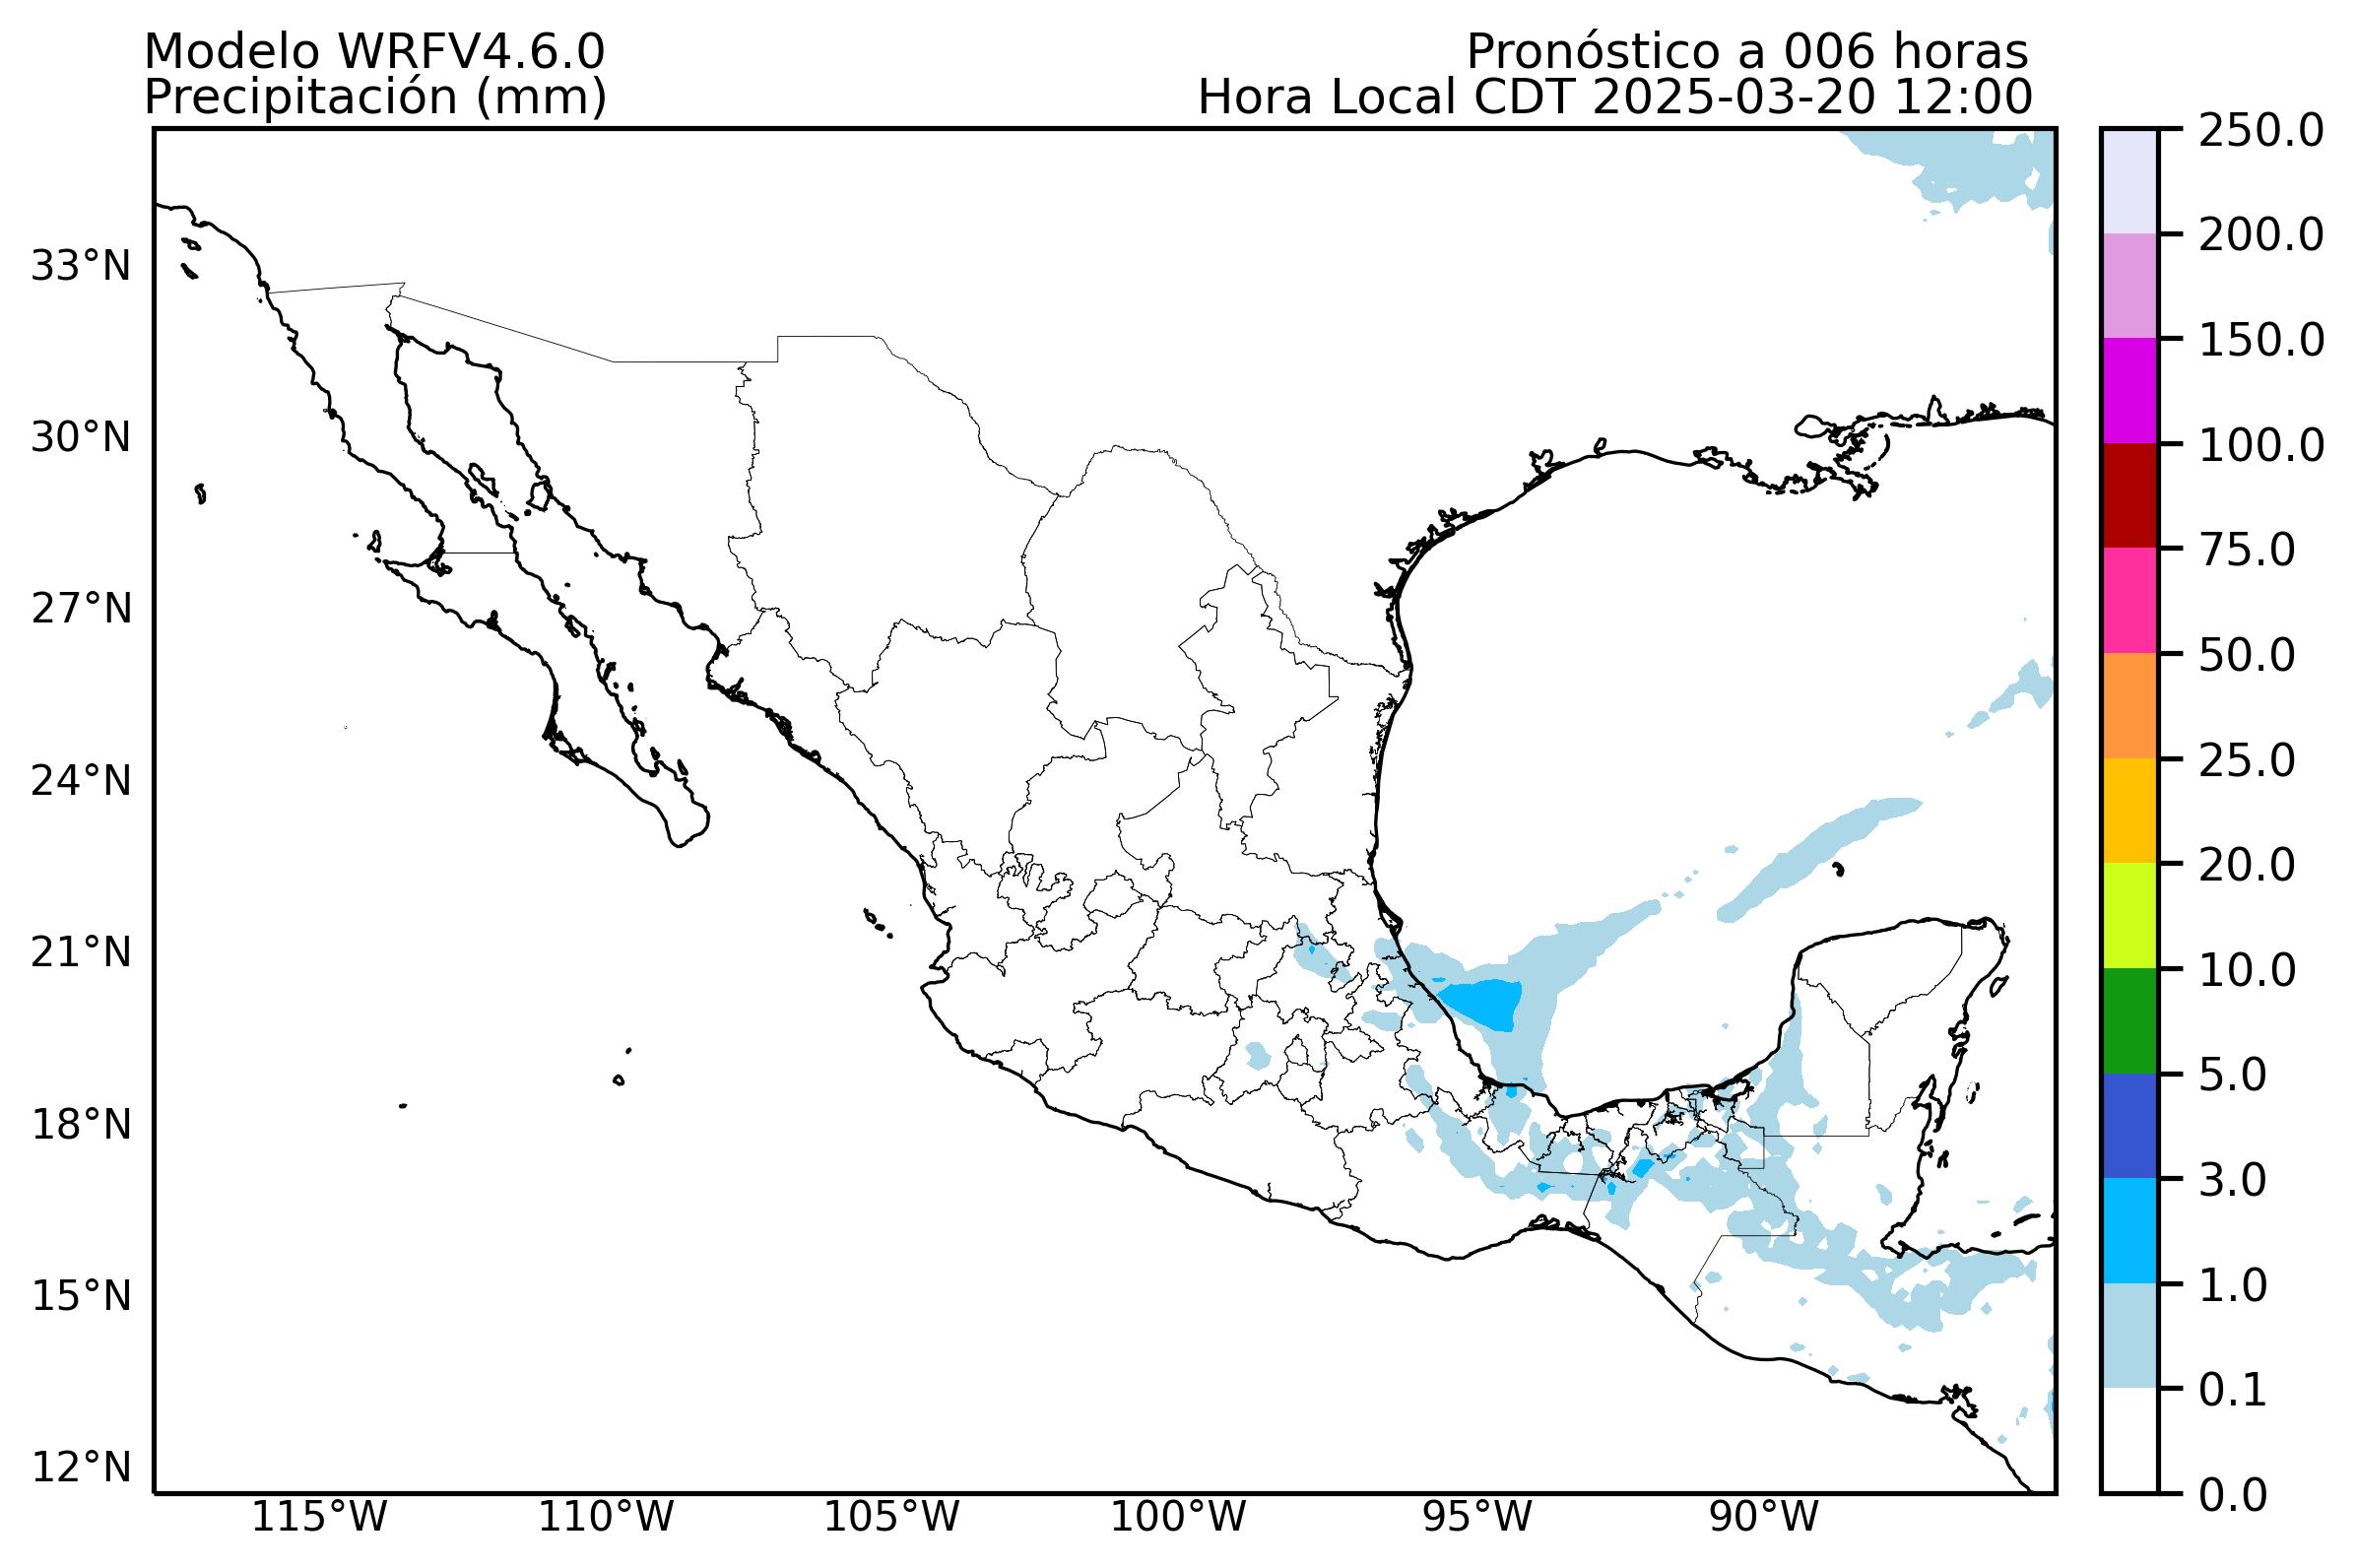 Modelo WRFV4.6.0
Precipitación (mm)
Pronóstico a 006 horas
Hora Local CDT 2025-03-20 12:00
33°N
30°N
27°N
24°N
21°N
18°N
15°N
12°N
115°W
110°W
105°W
100°W
95°W
90°W
250.0
200.0
150.0
100.0
75.0
50.0
25.0
20.0
10.0
5.0
3.0
1.0
0.1
0.0